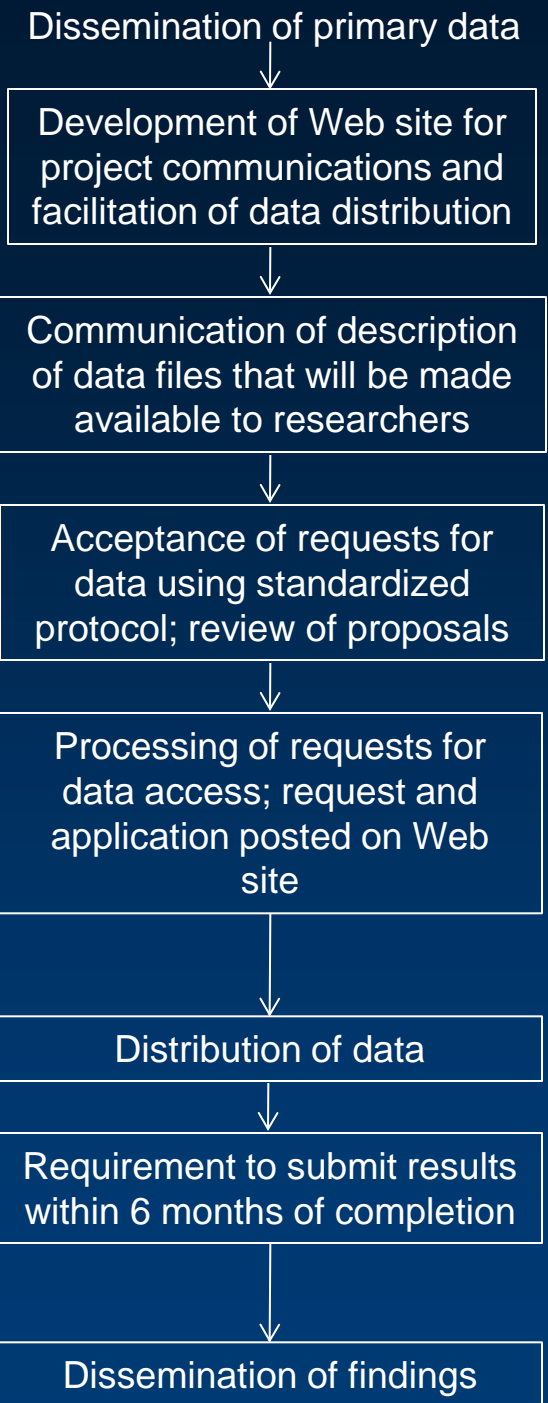 Dissemination of primary data
Development of Web site for
project communications and
facilitation of data distribution
Communication of description
of data files that will be made
available to researchers
Acceptance of requests for
data using standardized
protocol; review of proposals
Processing of requests for
data access; request and
application posted on Web
site
Distribution of data
Requirement to submit results
within 6 months of completion
Dissemination of findings